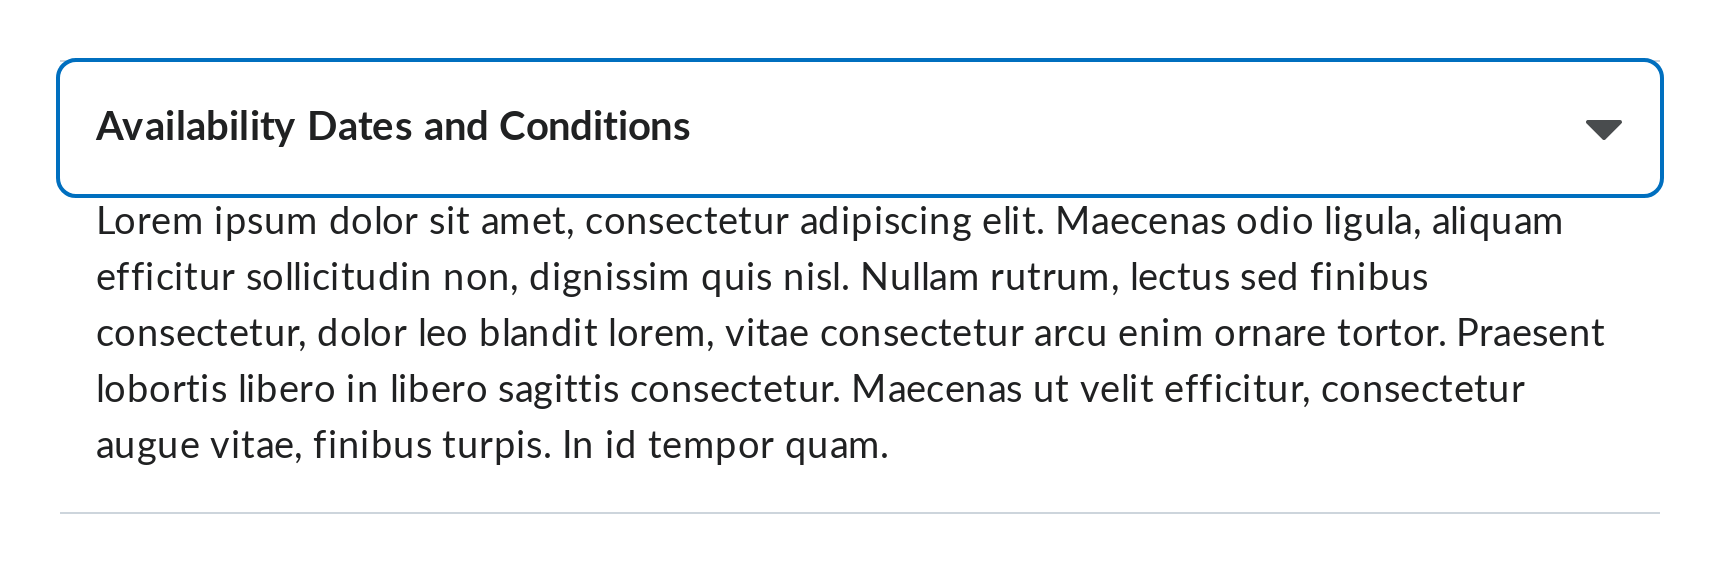 Availability Dates and Conditions
Lorem ipsum dolor sit amet, consectetur adipiscing elit. Maecenas odio ligula, aliquam
efficitur sollicitudin non, dignissim quis nisl. Nullam rutrum, lectus sed finibus
consectetur, dolor leo blandit lorem, vitae consectetur arcu enim ornare tortor. Praesent
lobortis libero in libero sagittis consectetur. Maecenas ut velit efficitur, consectetur
augue vitae, finibus turpis. In id tempor quam.